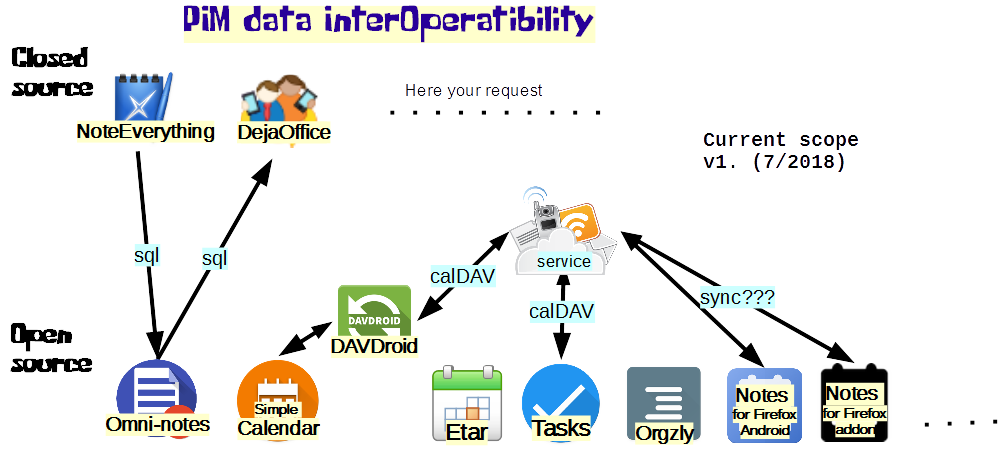 PiM data interOperatibility
Closed
source
NoteEverything
DejaOffice
Here your request
Current scope
v1. (7/2018)
sql
sql
calDAV
service
calDAV
sync???
DAVDROID
DAVDroid
Open
source
Omni-notes
Simple
Calendar
Etar
Tasks
Orgzly
Notes
for Firefox
Android
Notes
for Firefox
addon